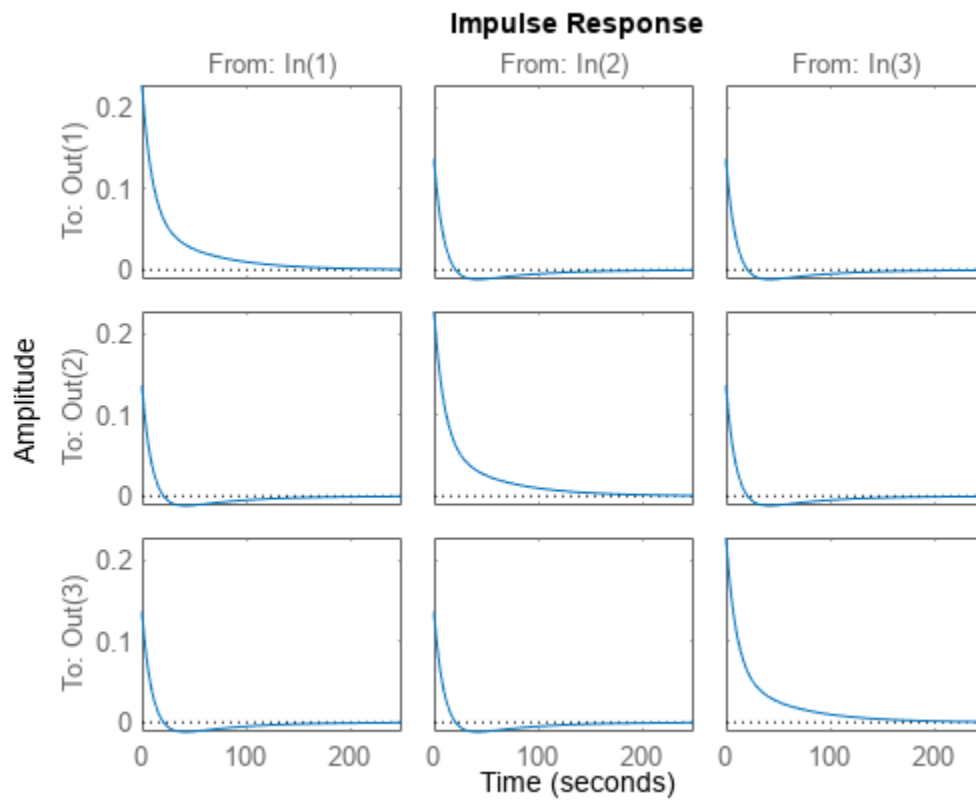 Impulse Response
From: In(1) From: In(2) From: In(3)
To: Out(1)
0.2
0.1
0
Amplitude
To: Out(2)
0.2
0.1
0
To: Out(3)
0.2
0.1
0
0 100 200 0 100 200 0 100 200
Time (seconds)